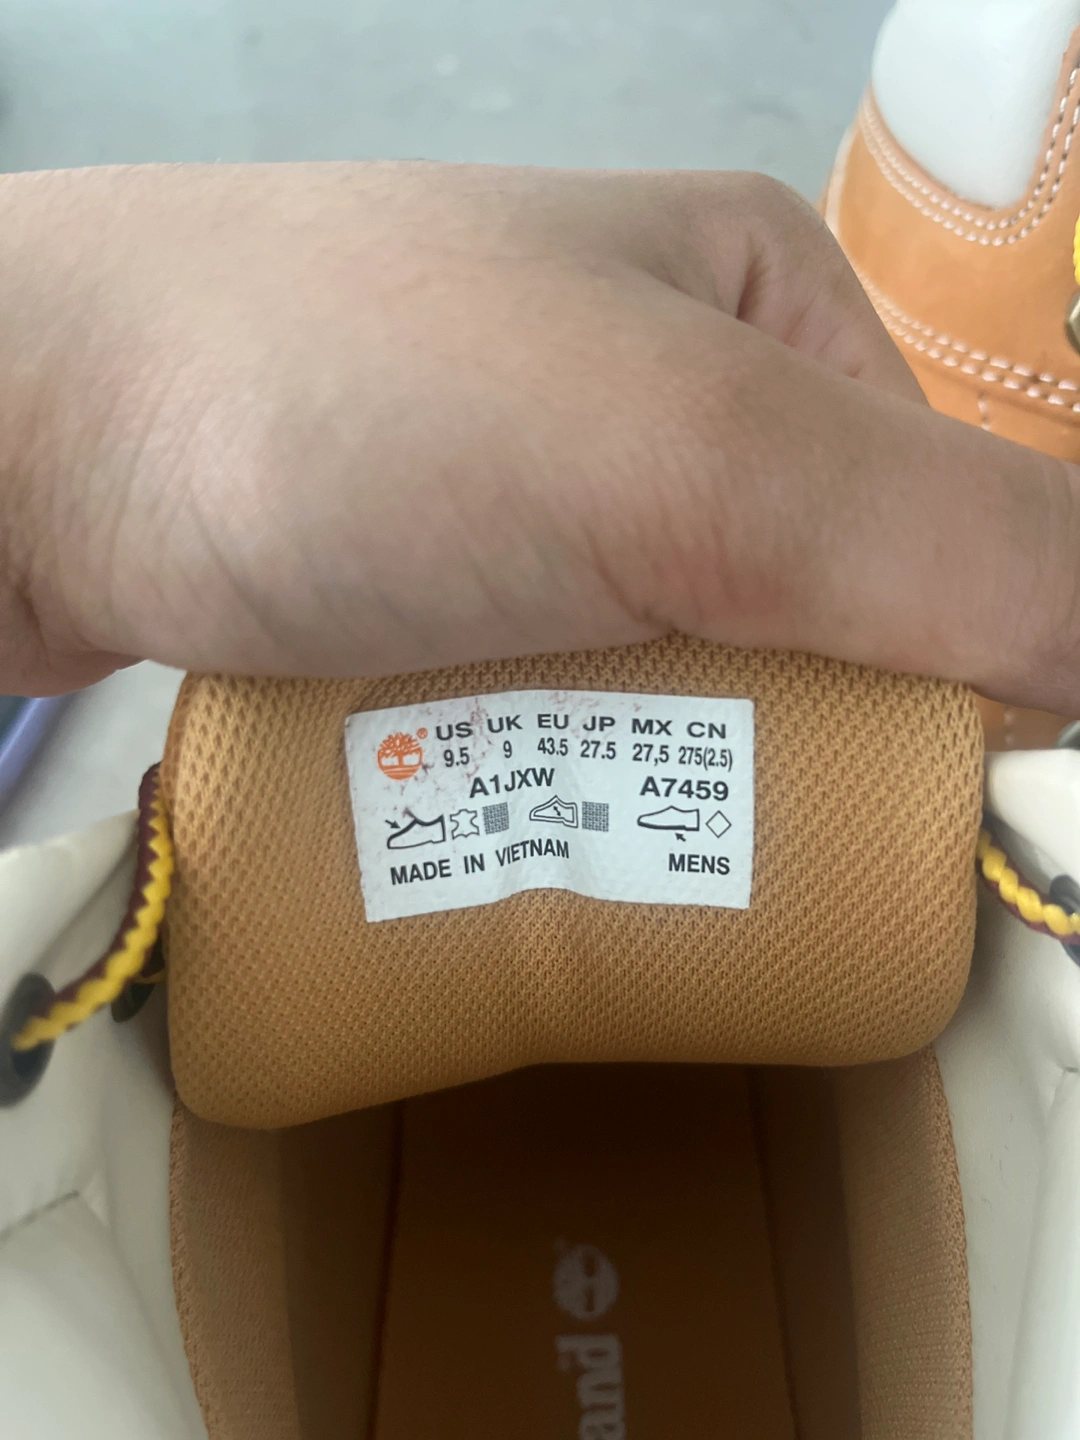 US UK EU JP MX CN
9.5 9 43.5 27.5 27,5 275(2.5)
A1JXW A7459
MADE IN VIETNAM MENS